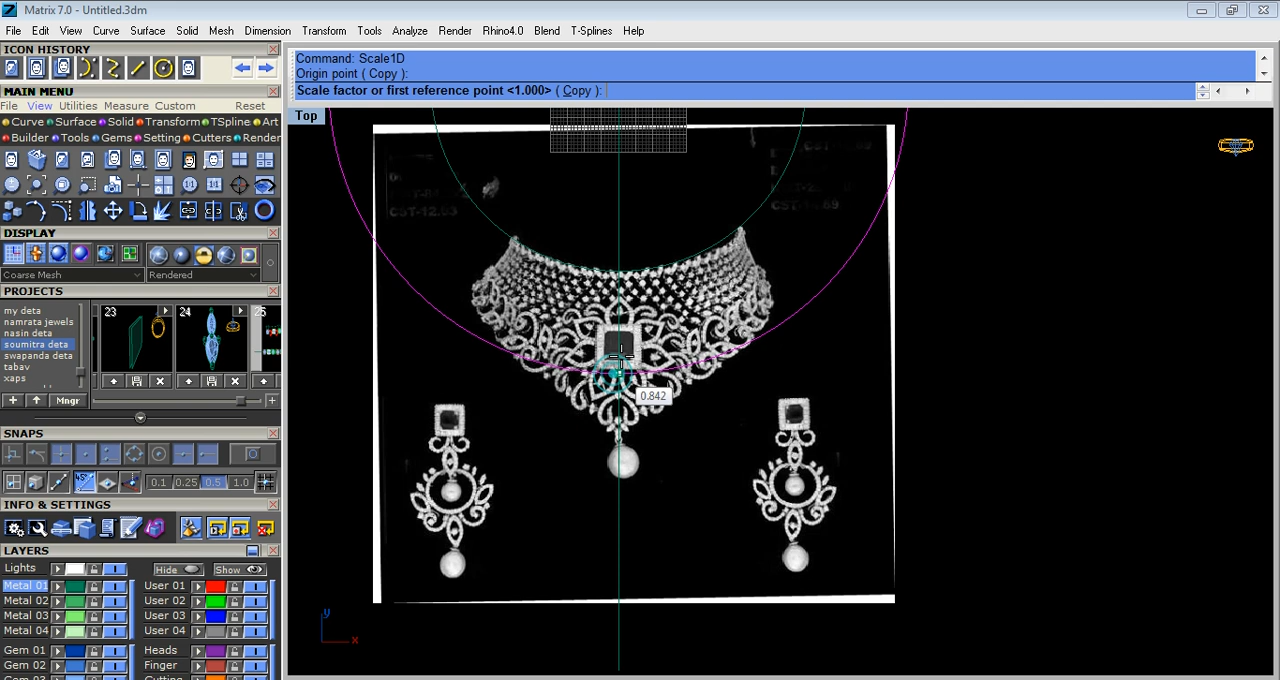 Matrix 7.0 - Untitled.3dm
File Edit View Curve Surface Solid Mesh Dimension Transform Tools Analyze Render Rhino4.0 Blend T-Splines Help
ICON HISTORY
Command: Scale1D
Origin point ( Copy ):
Scale factor or first reference point <1.000> ( Copy ):
MAIN MENU
File View Utilities Measure Custom Reset
Curve Surface Solid Transform TSpline Art
Builder Tools Gems Setting Cutters Render
Top
DISPLAY
Coarse Mesh Rendered
PROJECTS
my deta
namrata jewels
nasin deta
soumitra deta
swapanda deta
tabav
xaps
23 24 25
Mngr
0.842
SNAPS
45°
0.1 0.25 0.5 1.0
INFO & SETTINGS
LAYERS
Lights Hide Show
Metal 01 User 01
Metal 02 User 02
Metal 03 User 03
Metal 04 User 04
Gem 01 Heads
Gem 02 Finger
y
x